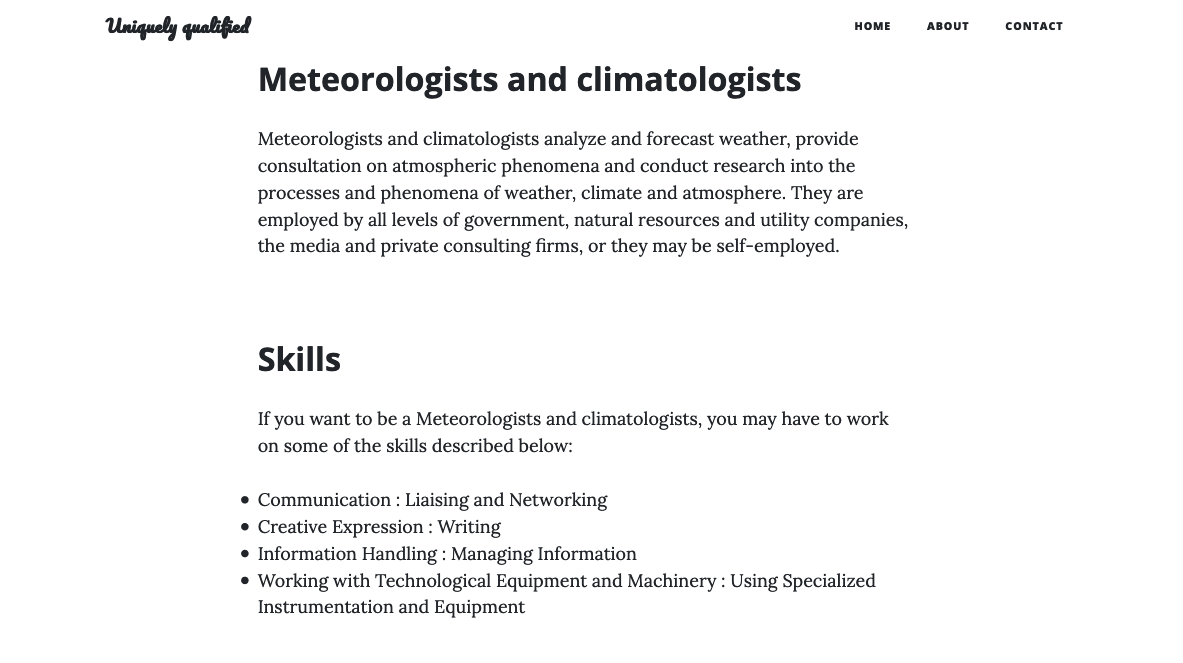 Uniquely qualified
HOME ABOUT CONTACT
Meteorologists and climatologists
Meteorologists and climatologists analyze and forecast weather, provide
consultation on atmospheric phenomena and conduct research into the
processes and phenomena of weather, climate and atmosphere. They are
employed by all levels of government, natural resources and utility companies,
the media and private consulting firms, or they may be self-employed.
Skills
If you want to be a Meteorologists and climatologists, you may have to work
on some of the skills described below:
• Communication : Liaising and Networking
• Creative Expression : Writing
• Information Handling : Managing Information
• Working with Technological Equipment and Machinery : Using Specialized
Instrumentation and Equipment